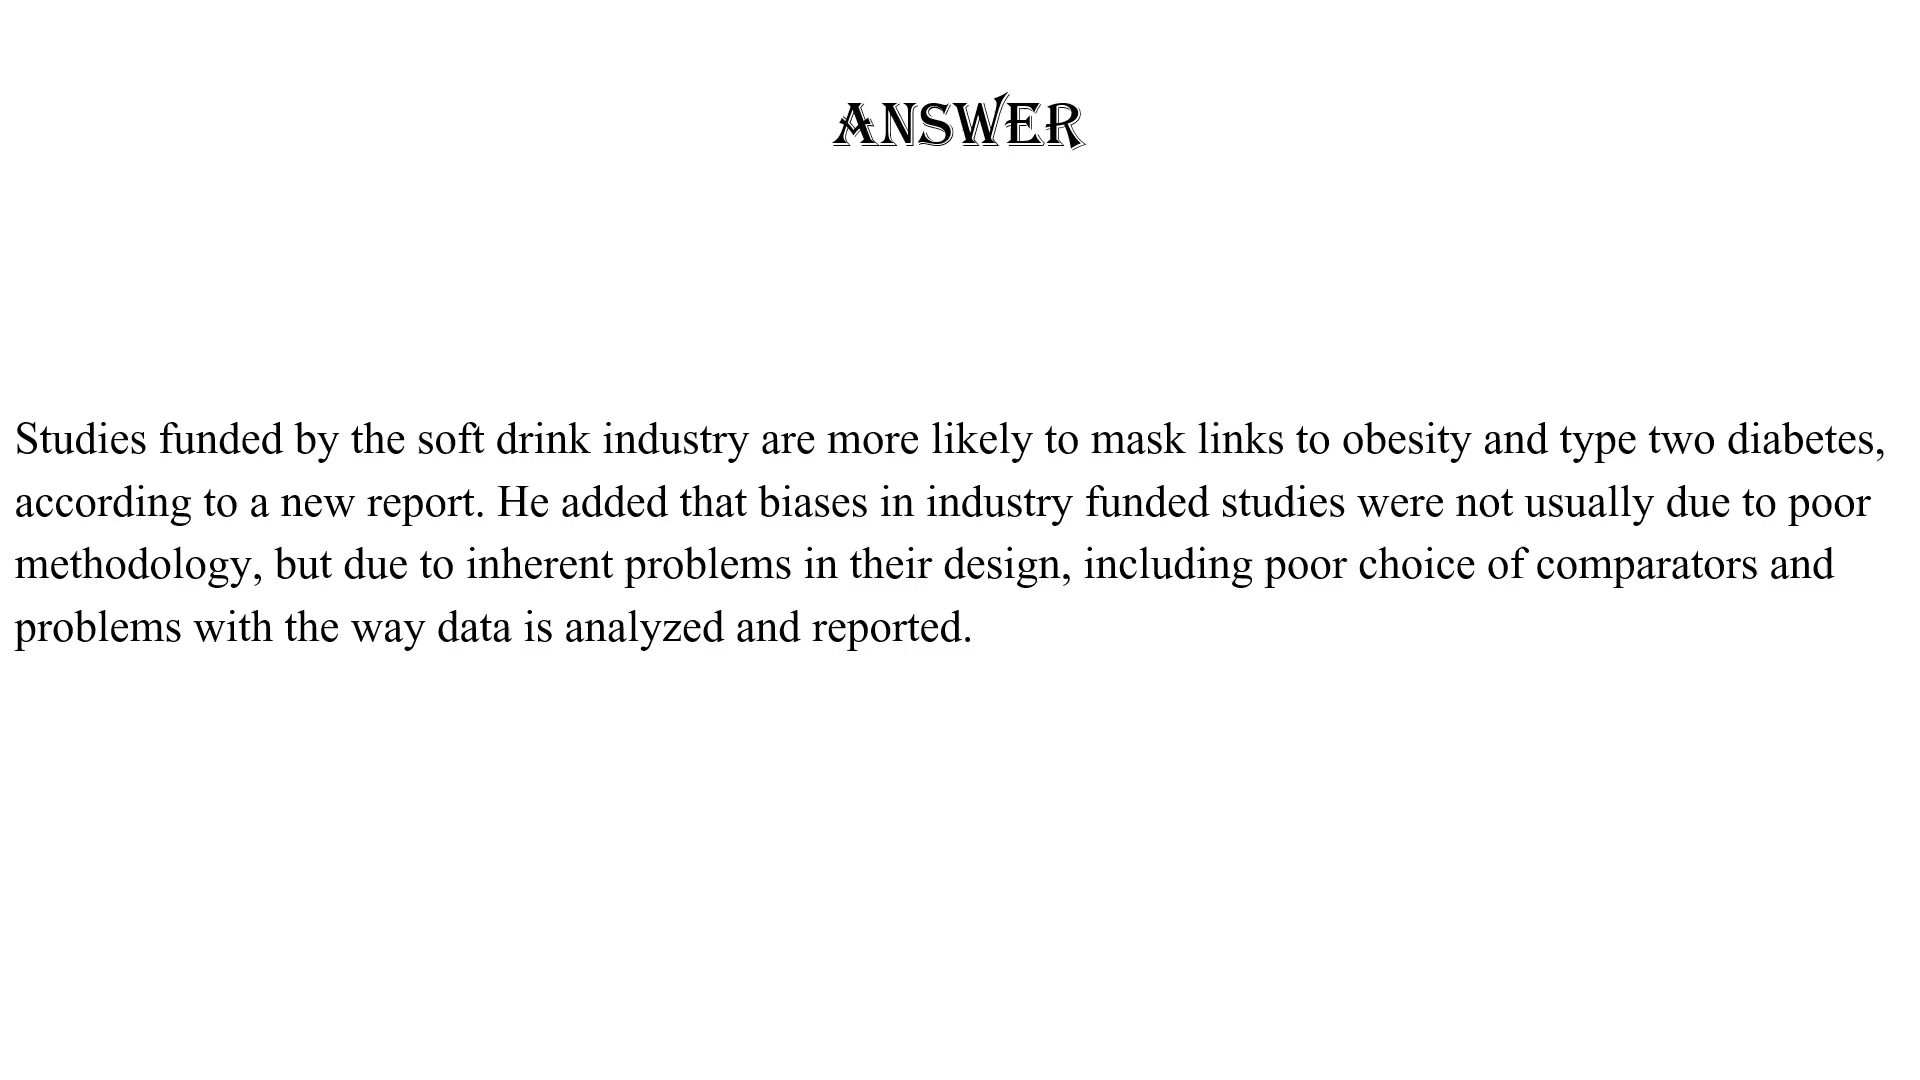 ANSWER
Studies funded by the soft drink industry are more likely to mask links to obesity and type two diabetes,
according to a new report. He added that biases in industry funded studies were not usually due to poor
methodology, but due to inherent problems in their design, including poor choice of comparators and
problems with the way data is analyzed and reported.